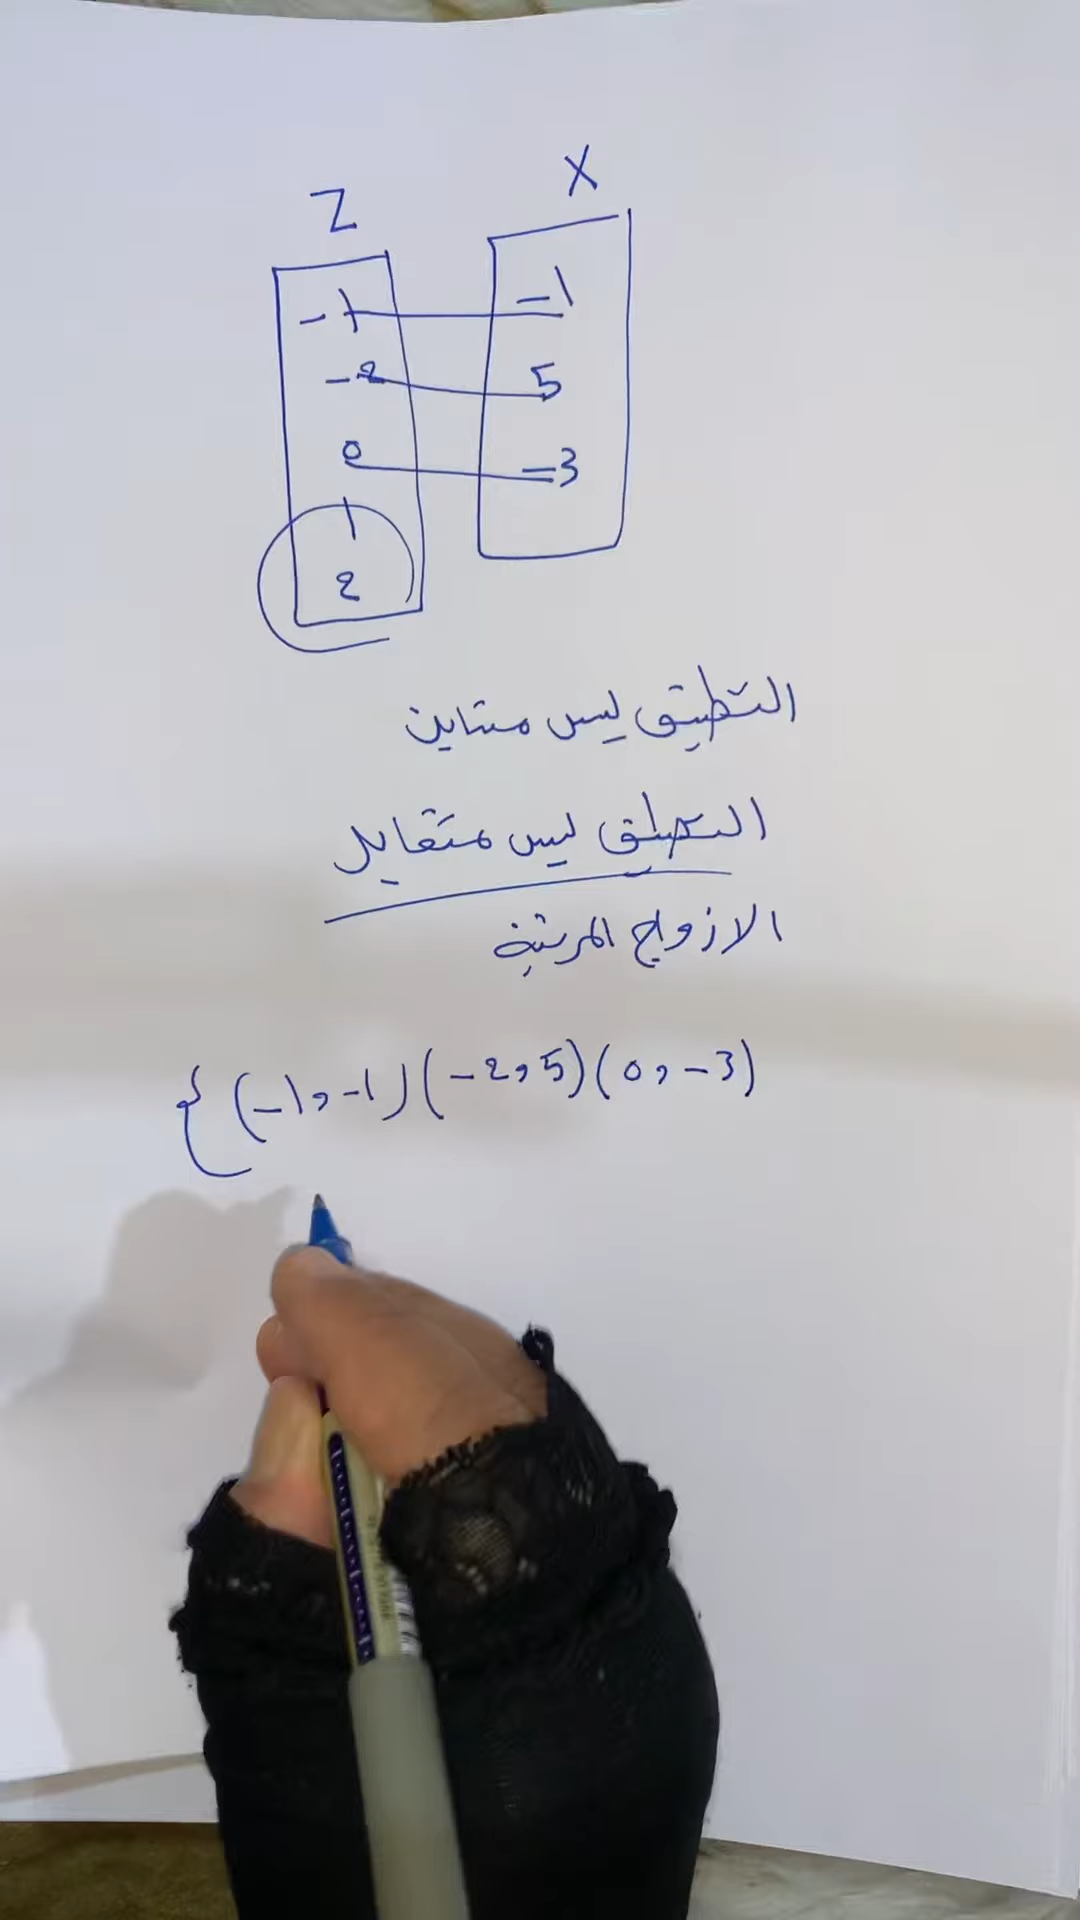 Z X
-1 -1
-2 5
0 -3
1
2
التطبيق ليس متباين
التطبيق ليس متقابل
الازواج المرتبة
{ (-1, -1) (-2, 5) (0, -3)